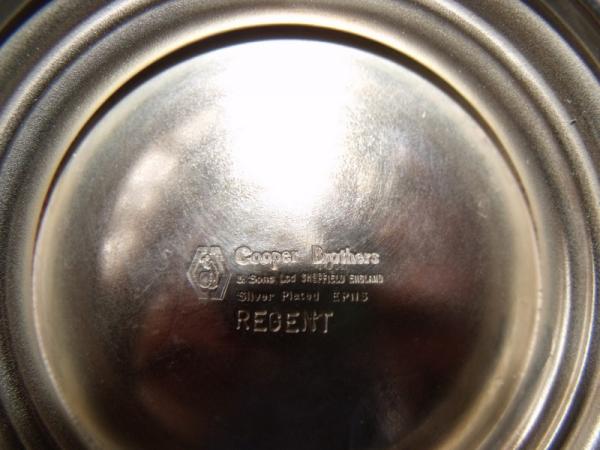 Cooper Brothers
& Sons Ltd SHEFFIELD ENGLAND
Silver Plated EPNS
REGENT